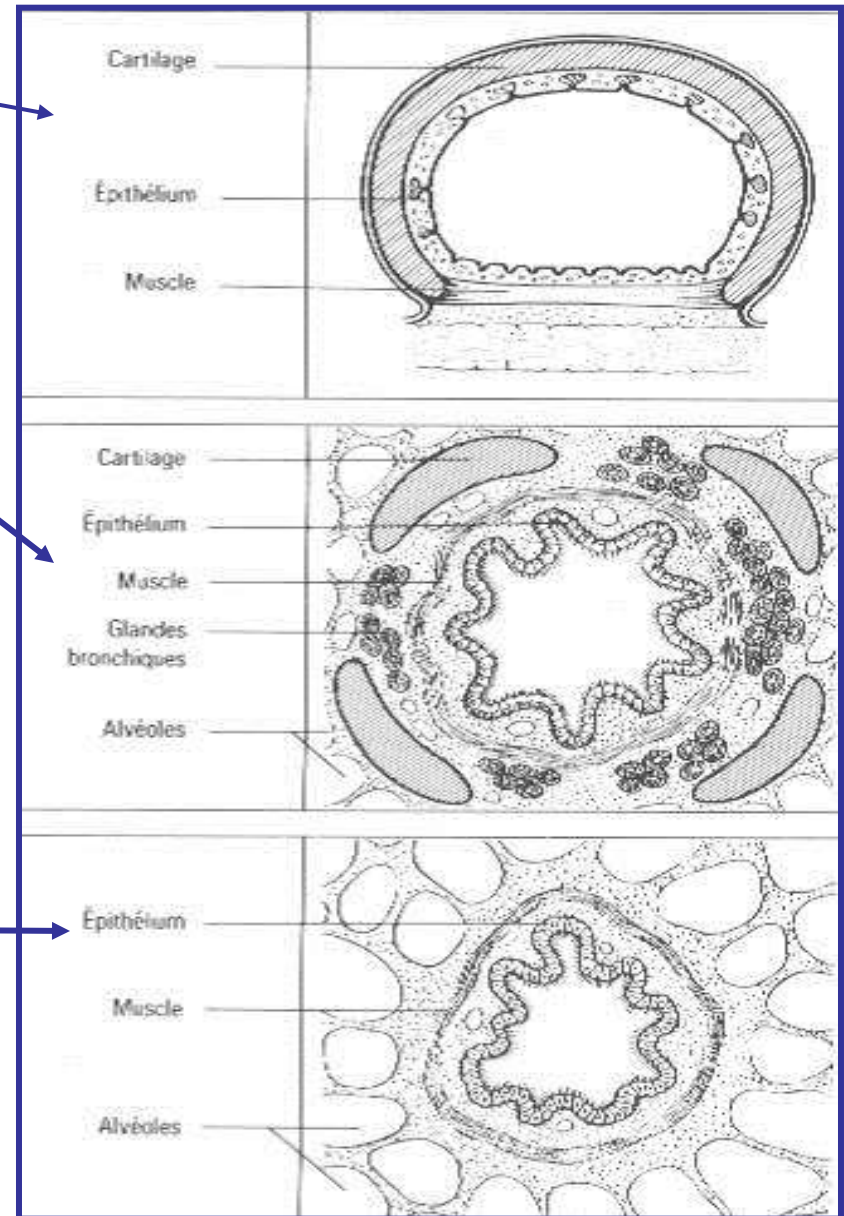 Cartilage
Épithélium
Muscle
Cartilage
Épithélium
Muscle
Glandes
bronchiques
Alvéoles
Épithélium
Muscle
Alvéoles